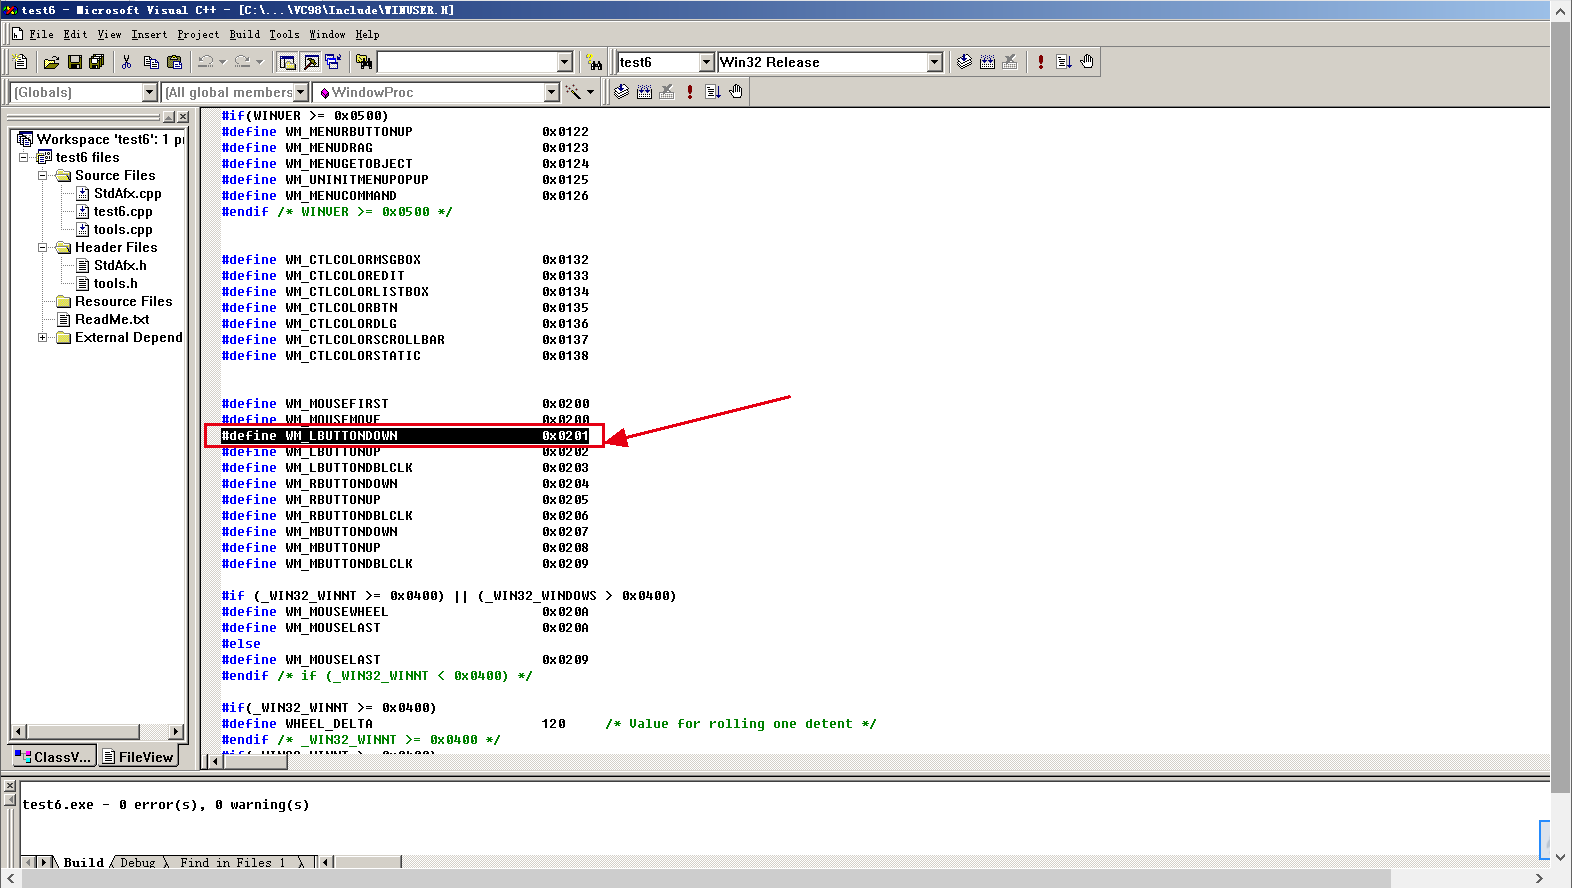 test6 - Microsoft Visual C++ - [C:\...\VC98\Include\WINUSER.H]
File Edit View Insert Project Build Tools Window Help
test6 Win32 Release
(Globals) (All global members WindowProc
Workspace 'test6': 1 pr
test6 files
Source Files
StdAfx.cpp
test6.cpp
tools.cpp
Header Files
StdAfx.h
tools.h
Resource Files
ReadMe.txt
External Depend
ClassV... FileView
#if(WINVER >= 0x0500)
#define WM_MENURBUTTONUP 0x0122
#define WM_MENUDRAG 0x0123
#define WM_MENUGETOBJECT 0x0124
#define WM_UNINITMENUPOPUP 0x0125
#define WM_MENUCOMMAND 0x0126
#endif /* WINVER >= 0x0500 */
#define WM_CTLCOLORMSGBOX 0x0132
#define WM_CTLCOLOREDIT 0x0133
#define WM_CTLCOLORLISTBOX 0x0134
#define WM_CTLCOLORBTN 0x0135
#define WM_CTLCOLORDLG 0x0136
#define WM_CTLCOLORSCROLLBAR 0x0137
#define WM_CTLCOLORSTATIC 0x0138
#define WM_MOUSEFIRST 0x0200
#define WM_MOUSEMOVE 0x0200
#define WM_LBUTTONDOWN 0x0201
#define WM_LBUTTONUP 0x0202
#define WM_LBUTTONDBLCLK 0x0203
#define WM_RBUTTONDOWN 0x0204
#define WM_RBUTTONUP 0x0205
#define WM_RBUTTONDBLCLK 0x0206
#define WM_MBUTTONDOWN 0x0207
#define WM_MBUTTONUP 0x0208
#define WM_MBUTTONDBLCLK 0x0209
#if (_WIN32_WINNT >= 0x0400) || (_WIN32_WINDOWS > 0x0400)
#define WM_MOUSEWHEEL 0x020A
#define WM_MOUSELAST 0x020A
#else
#define WM_MOUSELAST 0x0209
#endif /* if (_WIN32_WINNT < 0x0400) */
#if(_WIN32_WINNT >= 0x0400)
#define WHEEL_DELTA 120 /* Value for rolling one detent */
#endif /* _WIN32_WINNT >= 0x0400 */
#if(_WIN32_WINNT >= 0x0400)
test6.exe - 0 error(s), 0 warning(s)
Build Debug Find in Files 1